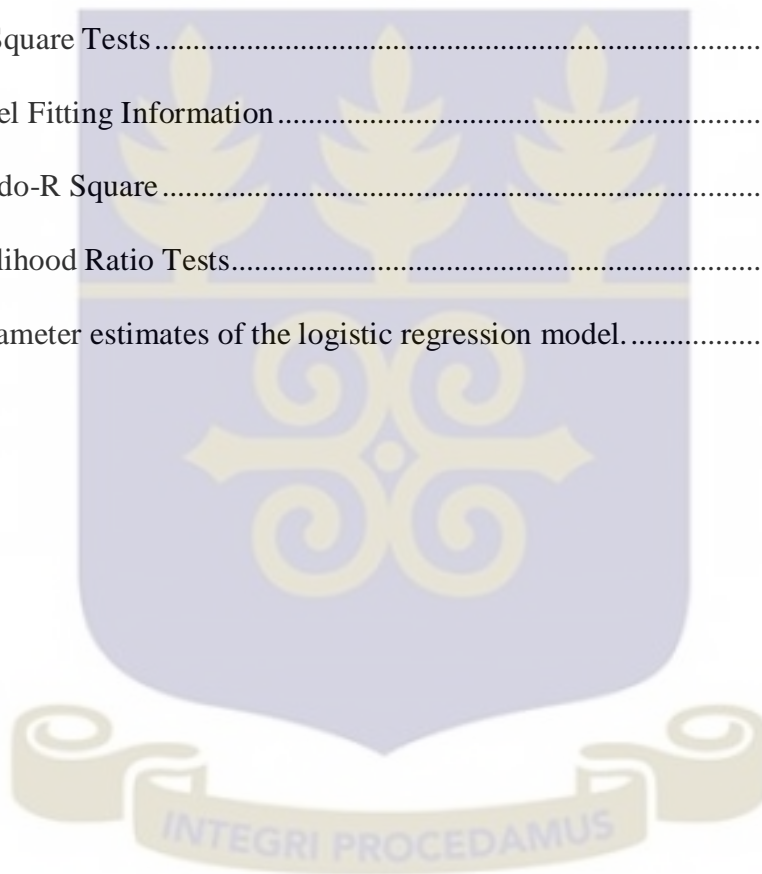 Square Tests.......................................................................................
el Fitting Information..............................................................
do-R Square.....................................................................................
lihood Ratio Tests......................................................................
ameter estimates of the logistic regression model. .................
INTEGRI PROCEDAMUS